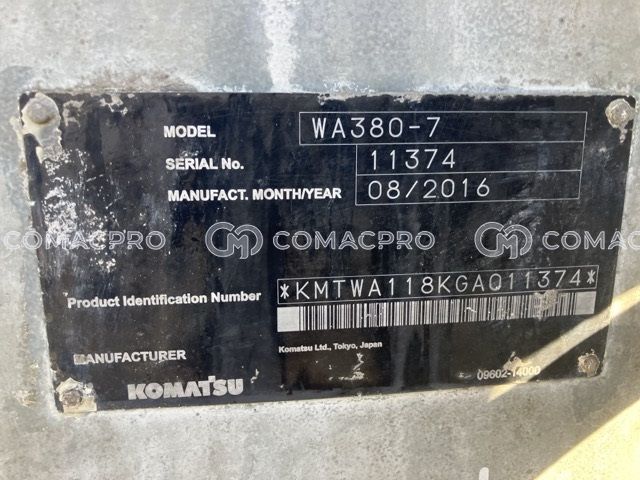 MODEL WA380-7
SERIAL No. 11374
MANUFACT. MONTH/YEAR 08/2016
COMACPRO COMACPRO COMACPRO
Product Identification Number *KMTWA118KGAQ11374*
MANUFACTURER Komatsu Ltd., Tokyo, Japan
KOMATSU 09602-14000